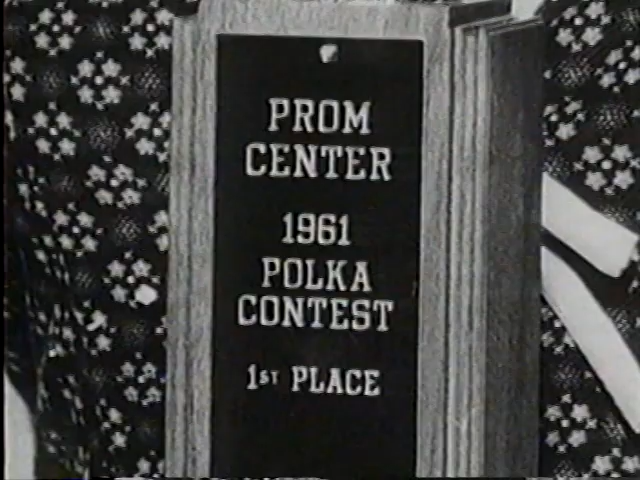 PROM
CENTER
1961
POLKA
CONTEST
1ST PLACE